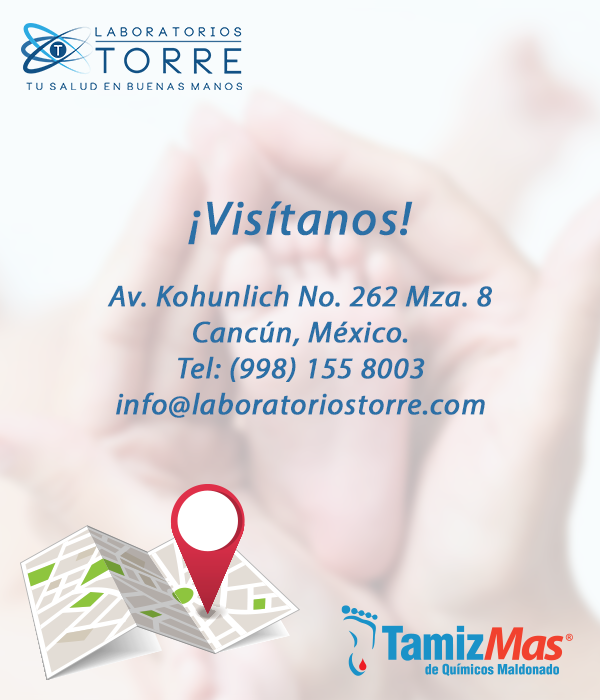 LABORATORIOS
TORRE
TU SALUD EN BUENAS MANOS
¡Visítanos!
Av. Kohunlich No. 262 Mza. 8
Cancún, México.
Tel: (998) 155 8003
info@laboratoriostorre.com
TamizMas®
de Químicos Maldonado